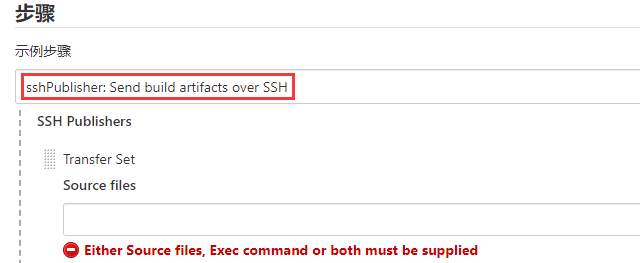 步骤
示例步骤
sshPublisher: Send build artifacts over SSH
SSH Publishers
Transfer Set
Source files
Either Source files, Exec command or both must be supplied